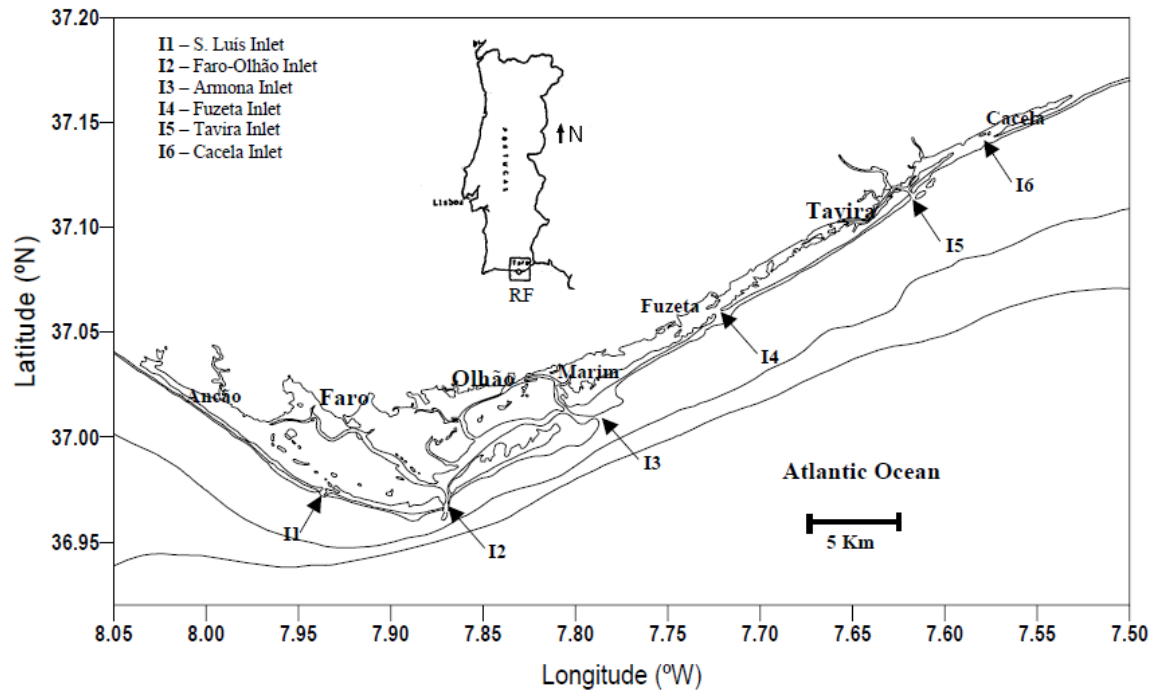 37.20
37.15
37.10
37.05
37.00
36.95
Latitude (ºN)
I1 – S. Luís Inlet
I2 – Faro-Olhão Inlet
I3 – Armona Inlet
I4 – Fuzeta Inlet
I5 – Tavira Inlet
I6 – Cacela Inlet
N
PORTUGAL
Lisboa
Faro
RF
Cacela
I6
Tavira
I5
Fuzeta
I4
Olhão
Marim
Faro
Ancão
I3
I1
I2
Atlantic Ocean
5 Km
8.05 8.00 7.95 7.90 7.85 7.80 7.75 7.70 7.65 7.60 7.55 7.50
Longitude (ºW)